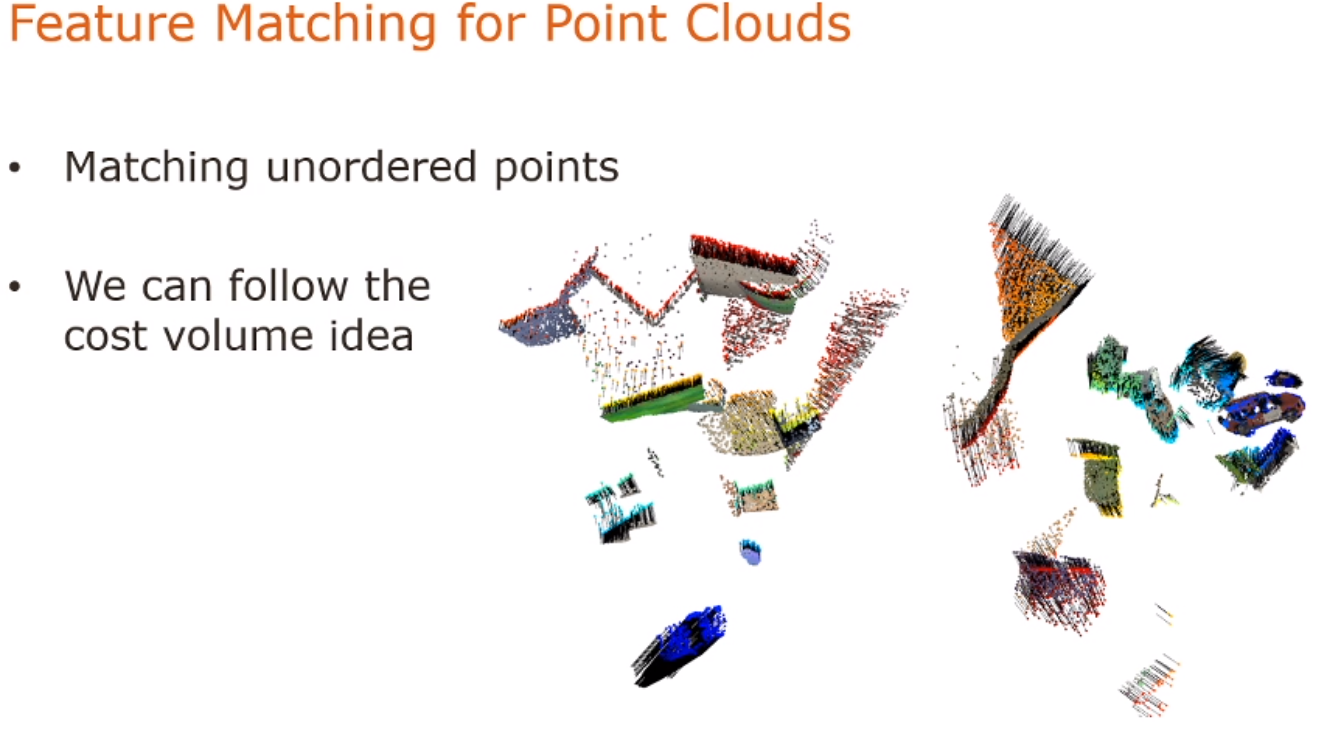 Feature Matching for Point Clouds
• Matching unordered points
• We can follow the
cost volume idea